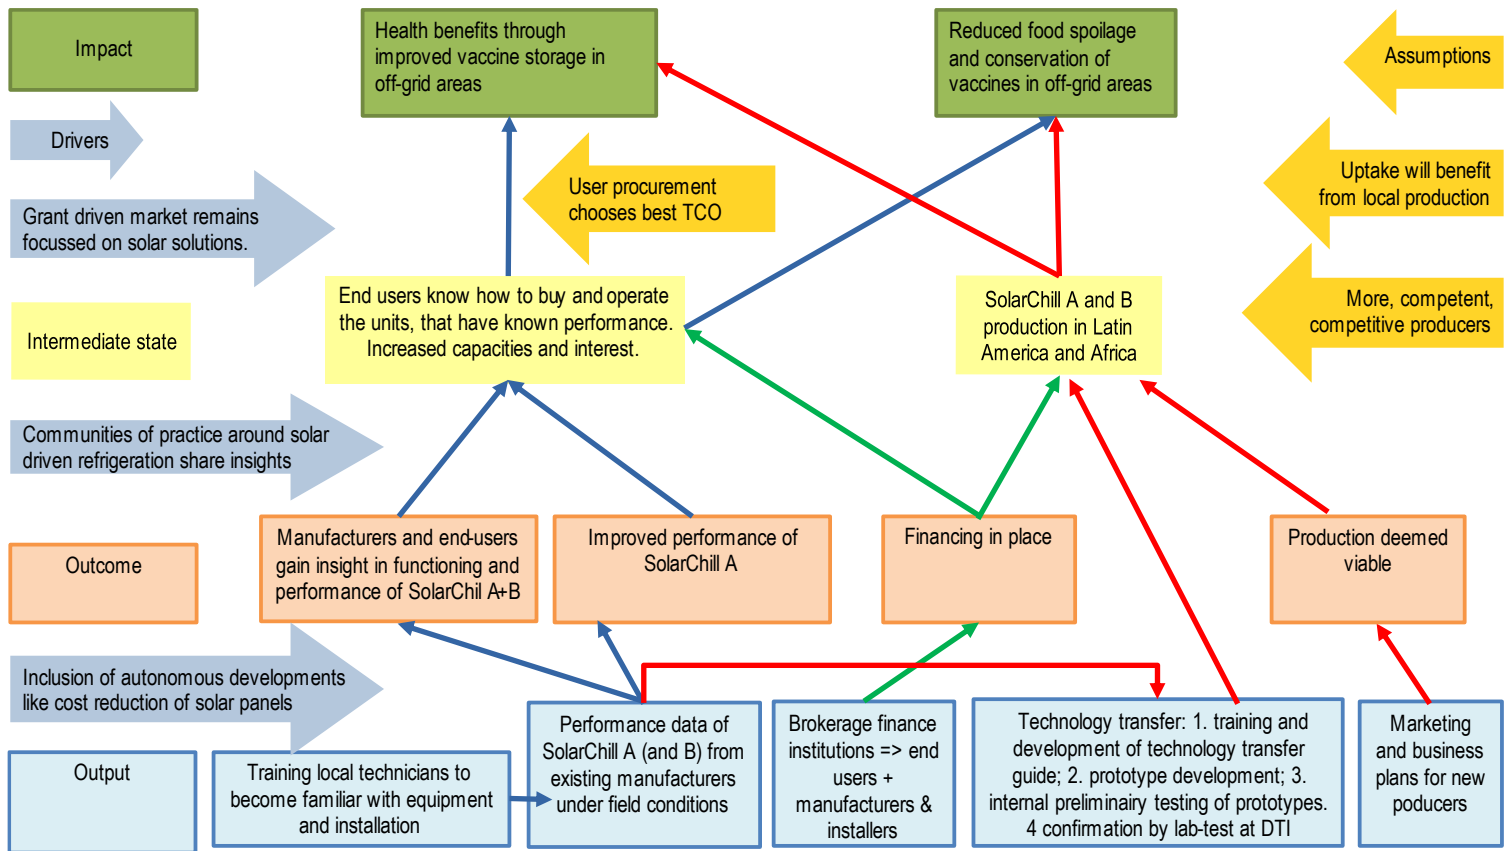 Impact
Health benefits through
improved vaccine storage in
off-grid areas
Reduced food spoilage
and conservation of
vaccines in off-grid areas
Assumptions
Drivers
Grant driven market remains
focussed on solar solutions.
User procurement
chooses best TCO
Uptake will benefit
from local production
Intermediate state
End users know how to buy and operate
the units, that have known performance.
Increased capacities and interest.
SolarChill A and B
production in Latin
America and Africa
More, competent,
competitive producers
Communities of practice around solar
driven refrigeration share insights
Outcome
Manufacturers and end-users
gain insight in functioning and
performance of SolarChil A+B
Improved performance of
SolarChill A
Financing in place
Production deemed
viable
Inclusion of autonomous developments
like cost reduction of solar panels
Output
Training local technicians to
become familiar with equipment
and installation
Performance data of
SolarChill A (and B) from
existing manufacturers
under field conditions
Brokerage finance
institutions => end
users +
manufacturers &
installers
Technology transfer: 1. training and
development of technology transfer
guide; 2. prototype development; 3.
internal preliminairy testing of prototypes.
4 confirmation by lab-test at DTI
Marketing
and business
plans for new
poducers